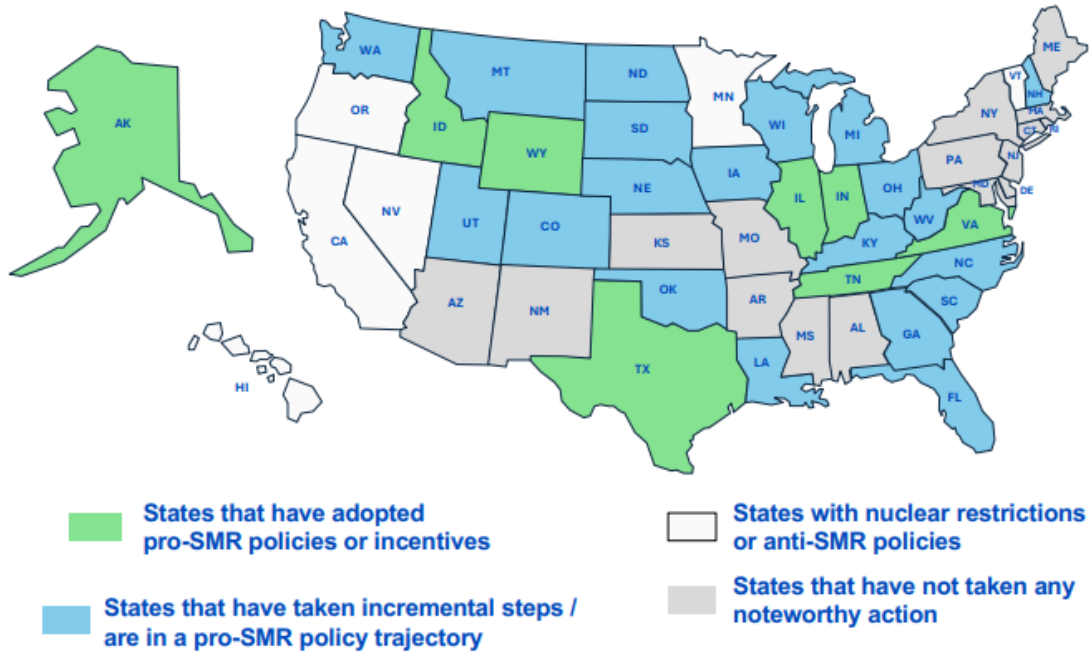 ME
WA
VT
MT
ND
NH
MN
OR
MA
NY
ID
WI
CT
RI
SD
MI
WY
PA
NJ
IA
NE
MD
DE
OH
IL
IN
NV
WV
UT
CO
VA
CA
KS
MO
KY
NC
TN
OK
AZ
NM
AR
SC
MS
AL
GA
LA
TX
FL
AK
HI
States that have adopted
pro-SMR policies or incentives
States with nuclear restrictions
or anti-SMR policies
States that have taken incremental steps /
are in a pro-SMR policy trajectory
States that have not taken any
noteworthy action